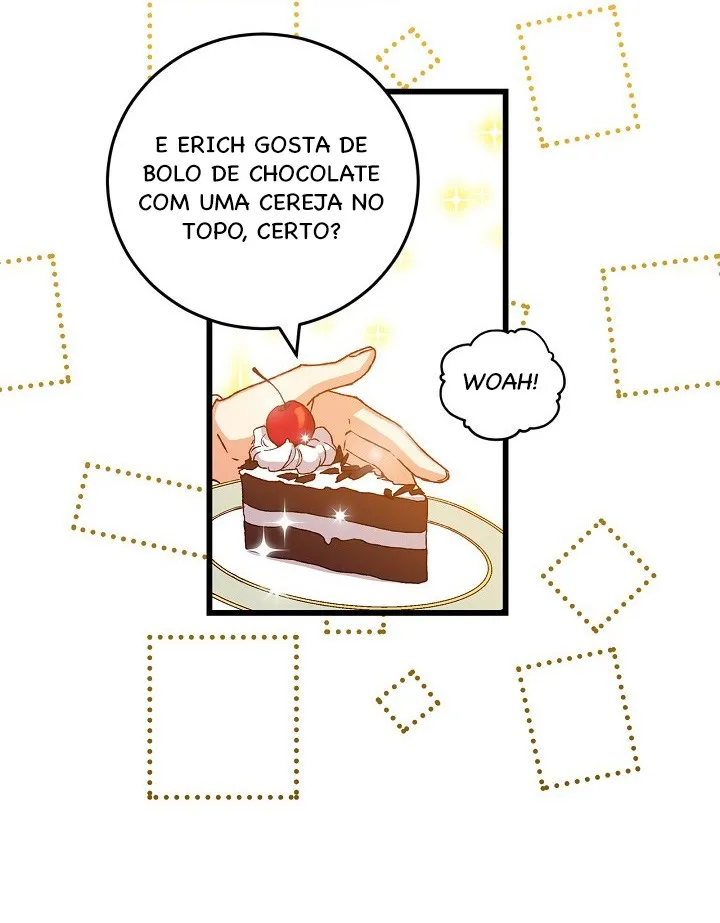 E ERICH GOSTA DE
BOLO DE CHOCOLATE
COM UMA CEREJA NO
TOPO, CERTO?
WOAH!